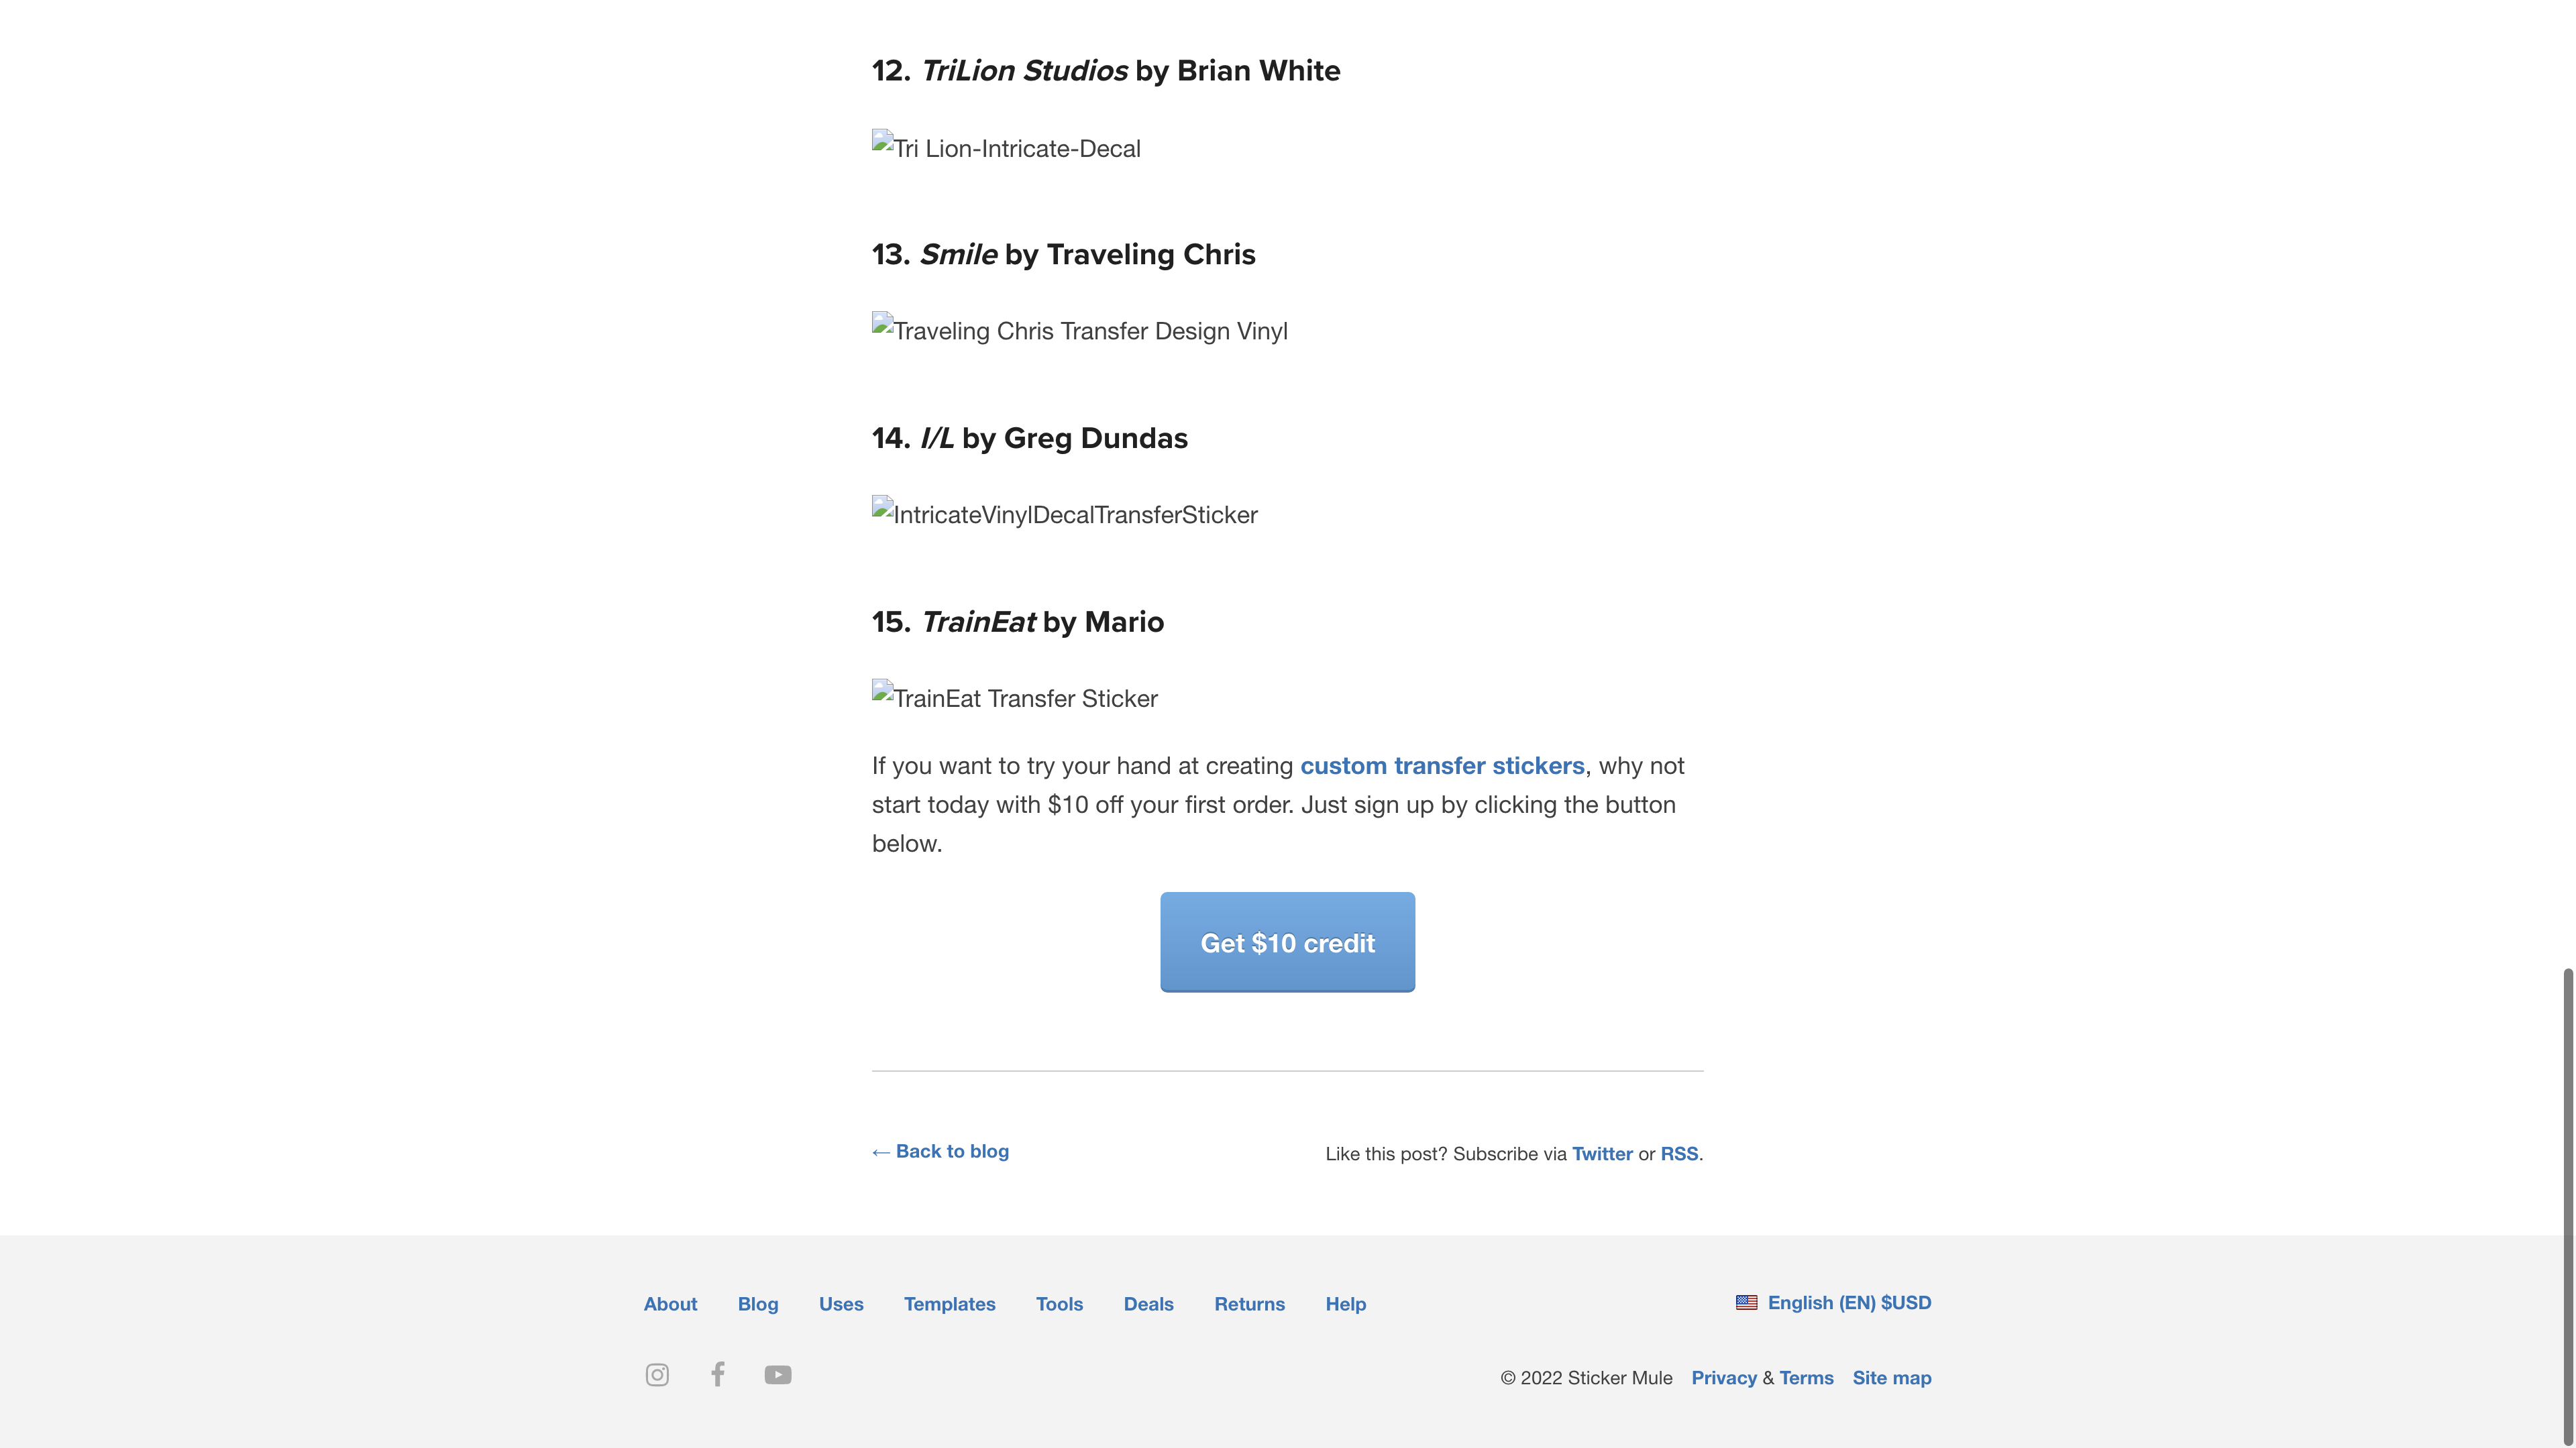 12. TriLion Studios by Brian White
Tri Lion-Intricate-Decal
13. Smile by Traveling Chris
Traveling Chris Transfer Design Vinyl
14. I/L by Greg Dundas
IntricateVinylDecalTransferSticker
15. TrainEat by Mario
TrainEat Transfer Sticker
If you want to try your hand at creating custom transfer stickers, why not
start today with $10 off your first order. Just sign up by clicking the button
below.
Get $10 credit
← Back to blog
Like this post? Subscribe via Twitter or RSS.
About Blog Uses Templates Tools Deals Returns Help
English (EN) $USD
© 2022 Sticker Mule Privacy & Terms Site map